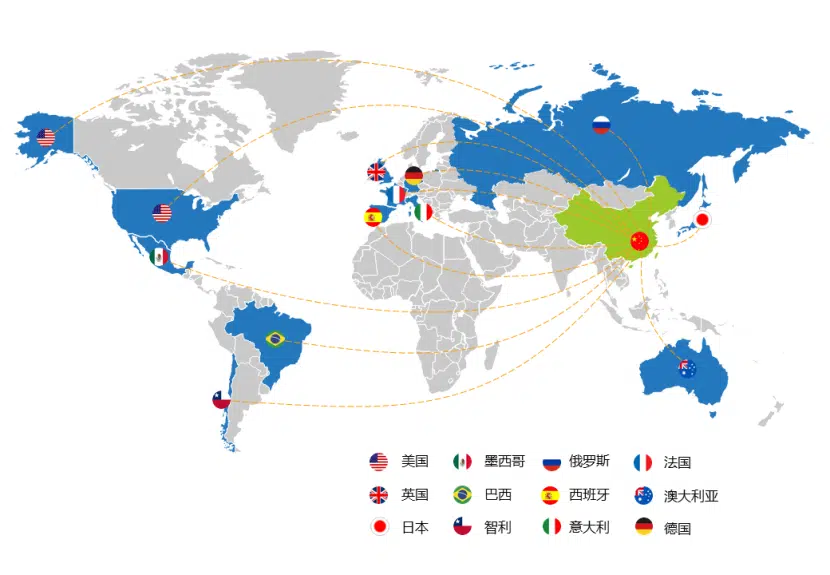 美国 墨西哥 俄罗斯 法国
英国 巴西 西班牙 澳大利亚
日本 智利 意大利 德国